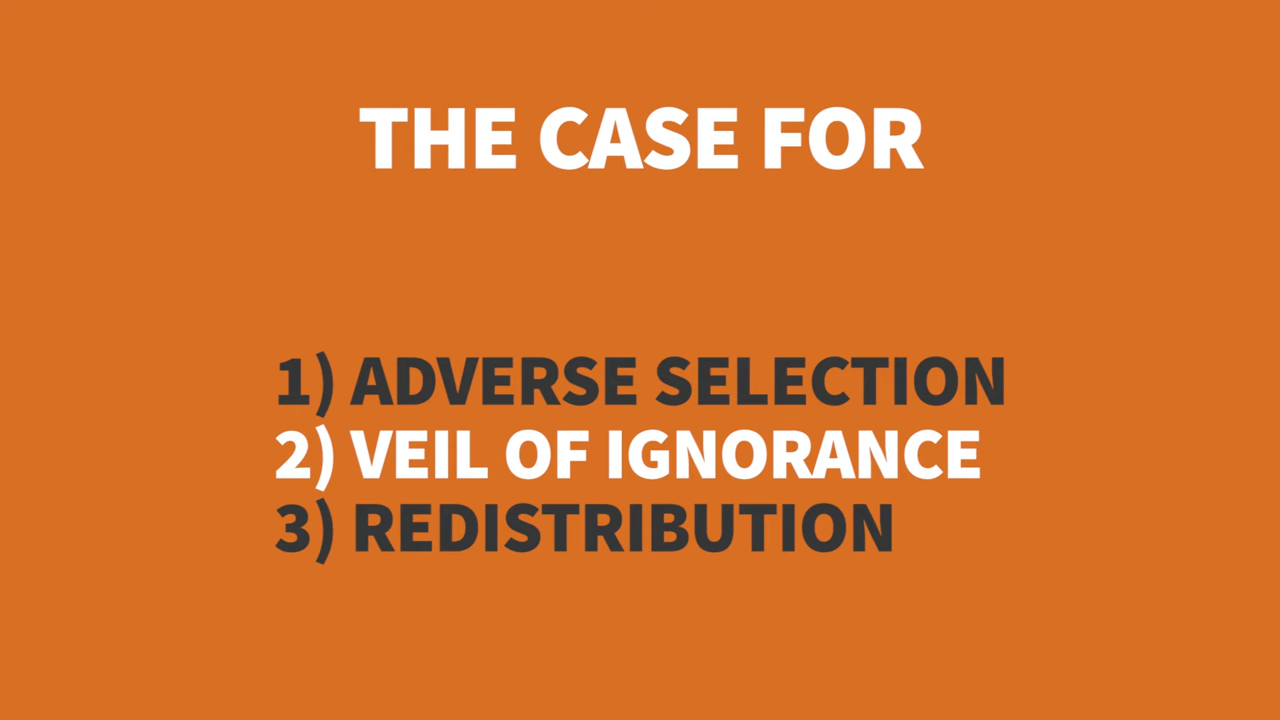 THE CASE FOR
1) ADVERSE SELECTION
2) VEIL OF IGNORANCE
3) REDISTRIBUTION